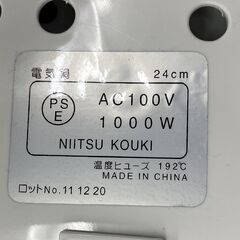 電気鍋 24cm
PS
E
AC100V
1000W
NIITSU KOUKI
温度ヒューズ 192℃
MADE IN CHINA
ロットNo. 11 12 20